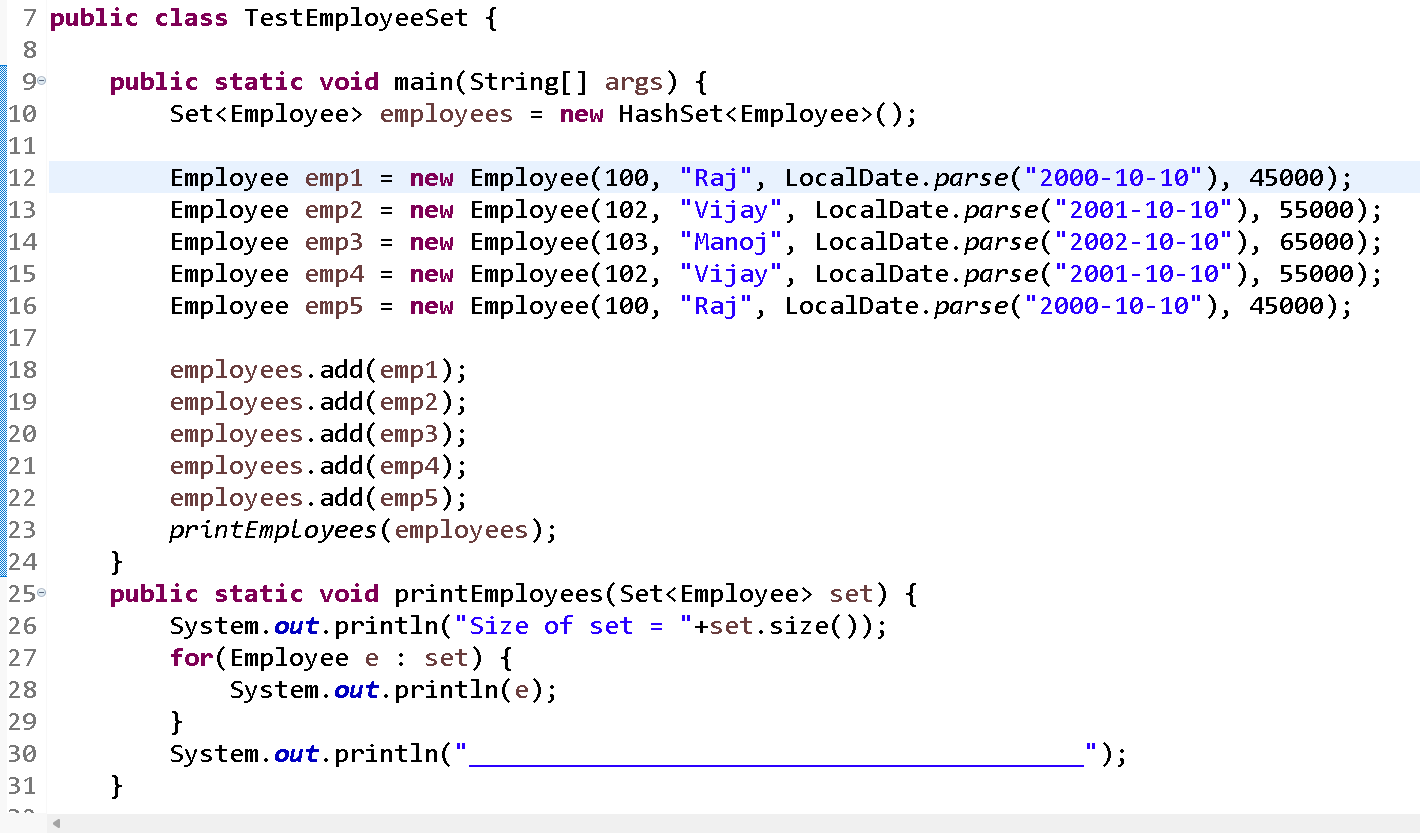 7 public class TestEmployeeSet {
8
9 public static void main(String[] args) {
10 Set<Employee> employees = new HashSet<Employee>();
11
12 Employee emp1 = new Employee(100, "Raj", LocalDate.parse("2000-10-10"), 45000);
13 Employee emp2 = new Employee(102, "Vijay", LocalDate.parse("2001-10-10"), 55000);
14 Employee emp3 = new Employee(103, "Manoj", LocalDate.parse("2002-10-10"), 65000);
15 Employee emp4 = new Employee(102, "Vijay", LocalDate.parse("2001-10-10"), 55000);
16 Employee emp5 = new Employee(100, "Raj", LocalDate.parse("2000-10-10"), 45000);
17
18 employees.add(emp1);
19 employees.add(emp2);
20 employees.add(emp3);
21 employees.add(emp4);
22 employees.add(emp5);
23 printEmployees(employees);
24 }
25 public static void printEmployees(Set<Employee> set) {
26 System.out.println("Size of set = "+set.size());
27 for(Employee e : set) {
28 System.out.println(e);
29 }
30 System.out.println("_________________________________________");
31 }